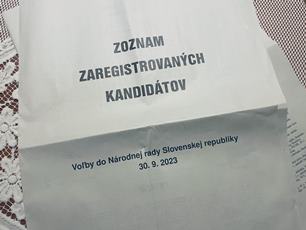 ZOZNAM
ZAREGISTROVANÝCH
KANDIDÁTOV
Voľby do Národnej rady Slovenskej republiky
30. 9. 2023